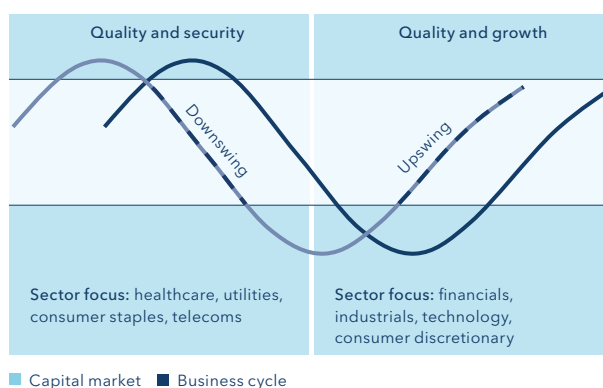 Quality and security
Quality and growth
Downswing
Upswing
Sector focus: healthcare, utilities,
consumer staples, telecoms
Sector focus: financials,
industrials, technology,
consumer discretionary
Capital market
Business cycle